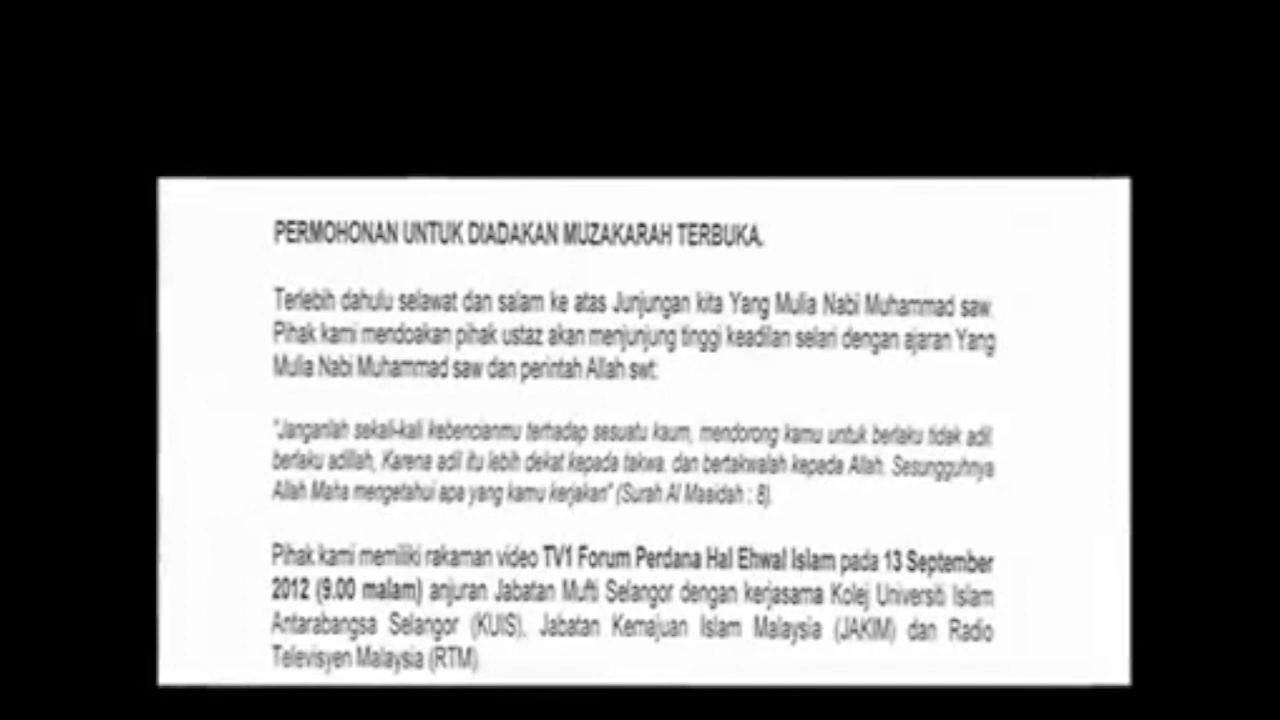 PERMOHONAN UNTUK DIADAKAN MUZAKARAH TERBUKA.
Terlebih dahulu selawat dan salam ke atas Junjungan kita Yang Mulia Nabi Muhammad saw.
Pihak kami mendoakan pihak ustaz akan menjunjung tinggi keadilan selari dengan ajaran Yang
Mulia Nabi Muhammad saw dan perintah Allah swt:
"Janganlah sekali-kali kebencianmu terhadap sesuatu kaum, mendorong kamu untuk berlaku tidak adil.
berlaku adillah, Karena adil itu lebih dekat kepada takwa. dan bertakwalah kepada Allah. Sesungguhnya
Allah Maha mengetahui apa yang kamu kerjakan" (Surah Al Maaidah : 8).
Pihak kami memiliki rakaman video TV1 Forum Perdana Hal Ehwal Islam pada 13 September
2012 (9.00 malam) anjuran Jabatan Mufti Selangor dengan kerjasama Kolej Universiti Islam
Antarabangsa Selangor (KUIS), Jabatan Kemajuan Islam Malaysia (JAKIM) dan Radio
Televisyen Malaysia (RTM)